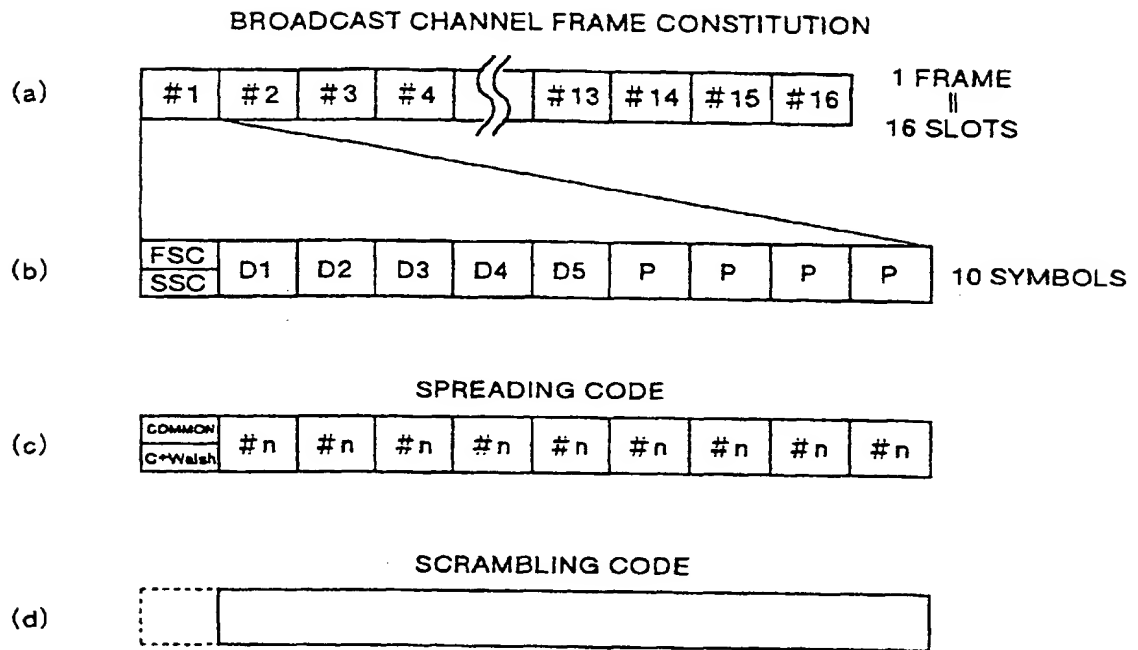 BROADCAST CHANNEL FRAME CONSTITUTION
(a) #1 #2 #3 #4 #13 #14 #15 #16 1 FRAME
=
16 SLOTS
(b) FSC SSC D1 D2 D3 D4 D5 P P P P 10 SYMBOLS
SPREADING CODE
(c) COMMON C+Walsh #n #n #n #n #n #n #n #n #n
SCRAMBLING CODE
(d)